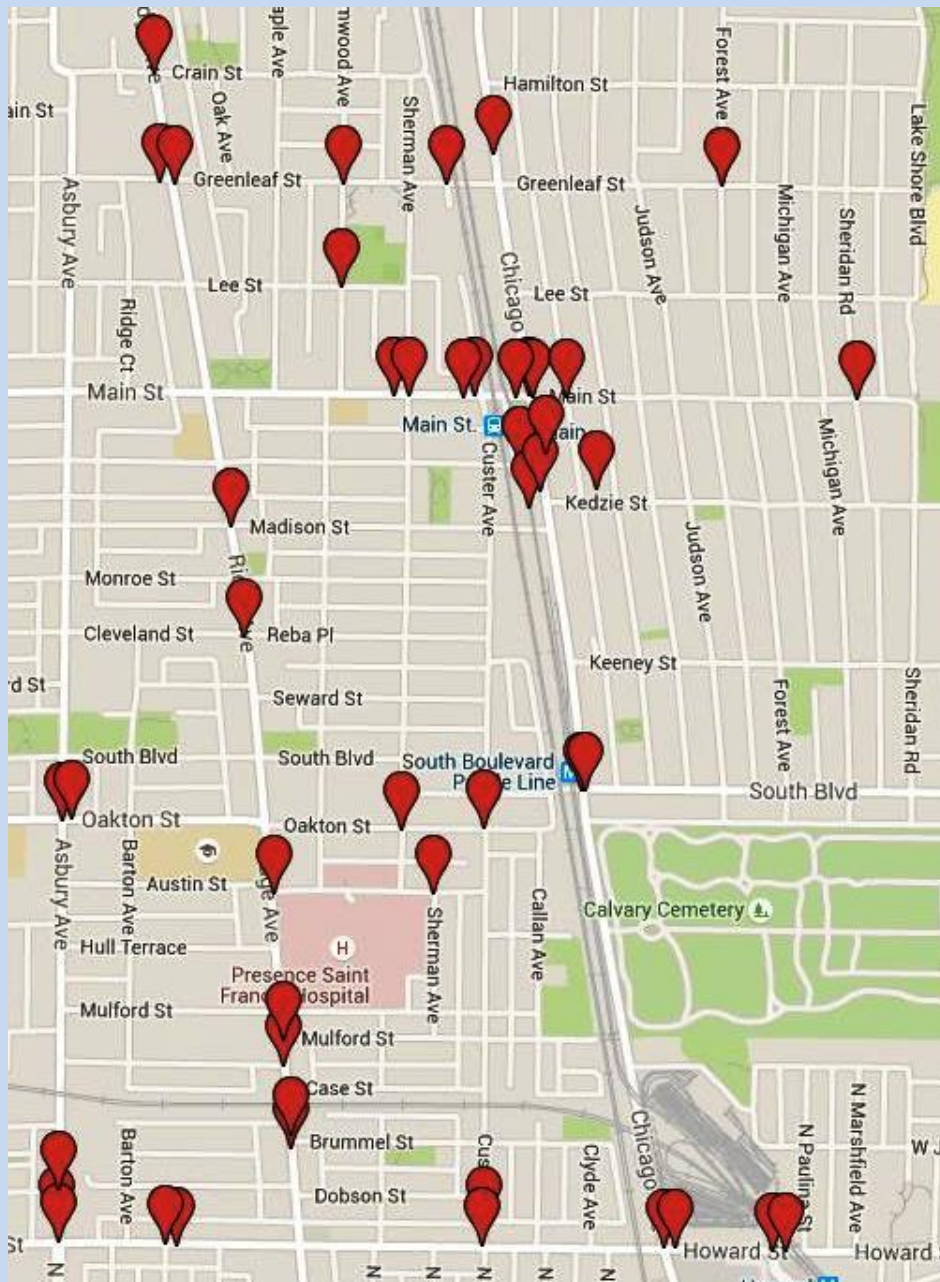 Crain St
Oak Ave
Hamilton St
Forest Ave
Lake Shore Blvd
Sherman Ave
Greenleaf St
Greenleaf St
Asbury Ave
Judson Ave
Michigan Ave
Sheridan Rd
Lee St
Chicago
Lee St
Ridge Ct
Main St
Main St
Main St.
Custer Ave
Michigan Ave
Kedzie St
Madison St
Judson Ave
Monroe St
Cleveland St
Reba Pl
Keeney St
Seward St
Forest Ave
Sheridan Rd
South Blvd
South Blvd
South Boulevard
Line
South Blvd
Oakton St
Oakton St
Asbury Ave
Barton Ave
Austin St
Ave
Sherman Ave
Callan Ave
Calvary Cemetery
Hull Terrace
H
Presence Saint
Hospital
Mulford St
Mulford St
Case St
Chicago
N Paulina St
N Marshfield Ave
Brummel St
Barton Ave
Clyde Ave
W
Dobson St
Howard St
Howard
N
N
N
N
N
N